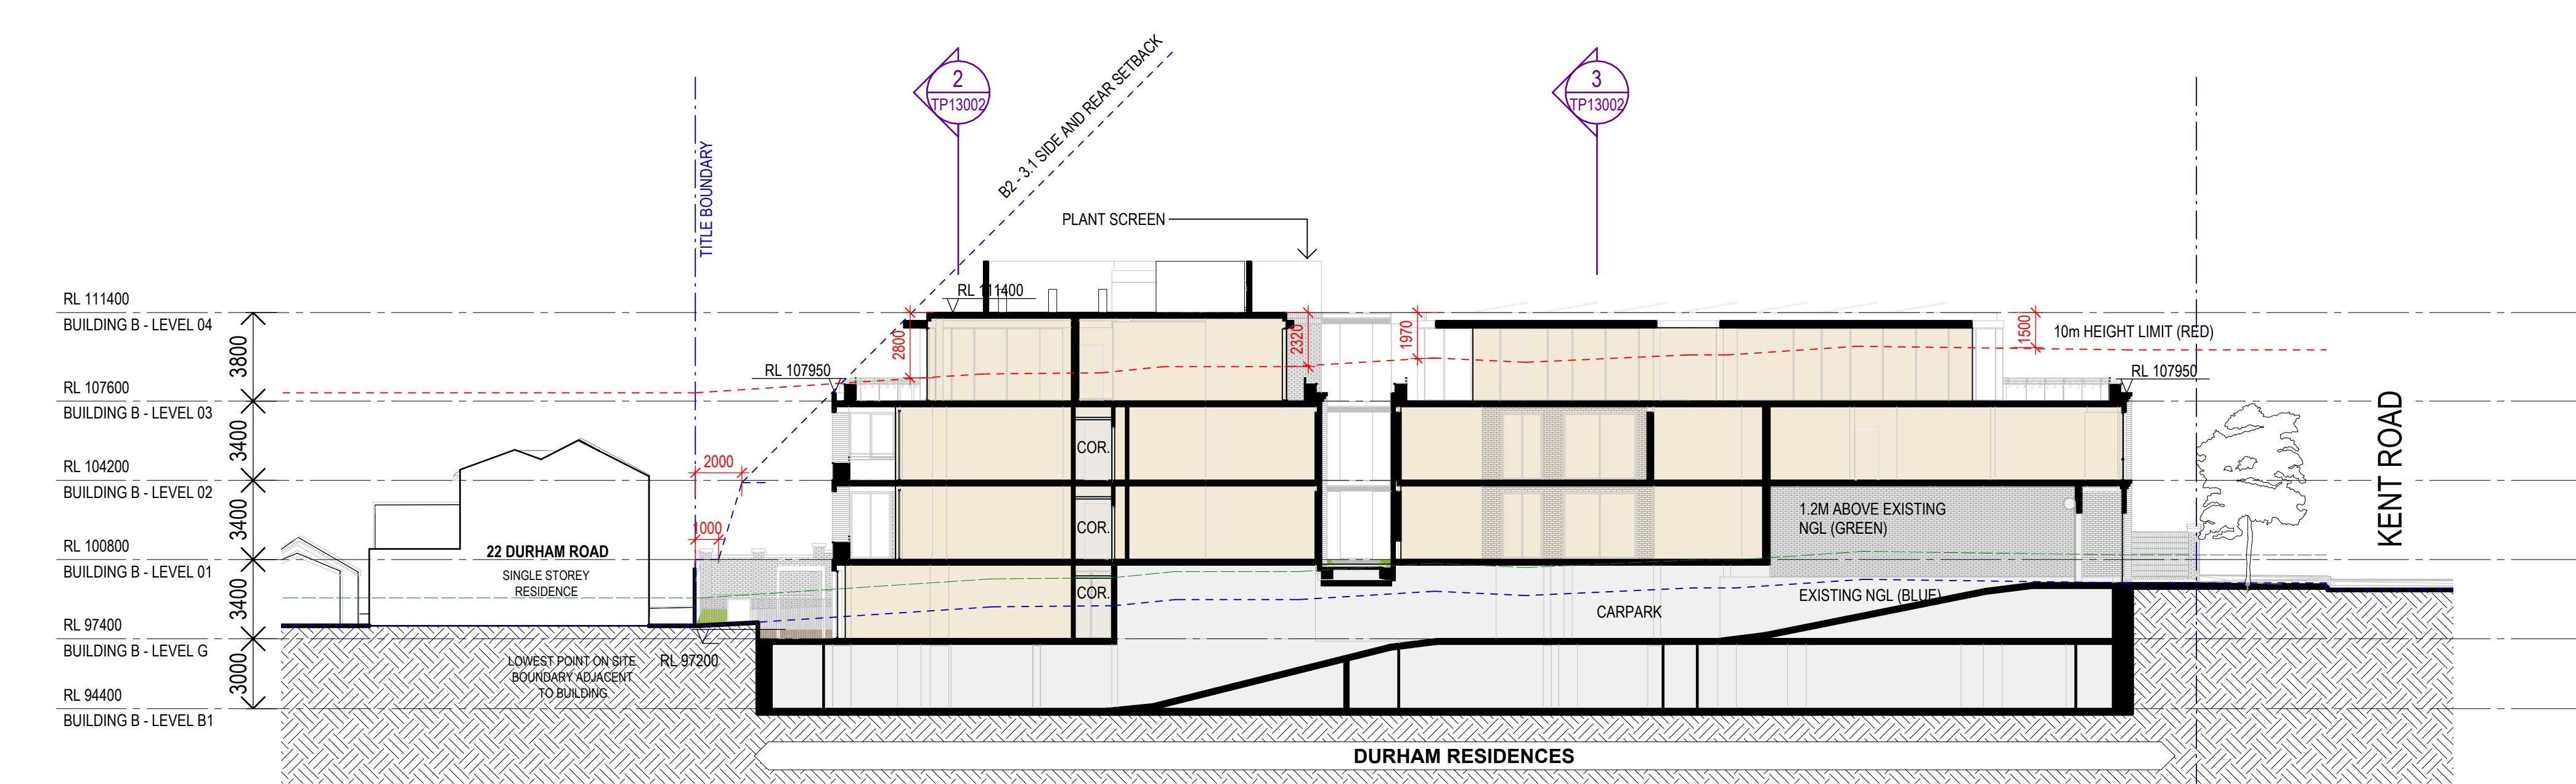 2
TP13002
3
TP13002
B2 - 3.1 SIDE AND REAR SETBACK
TITLE BOUNDARY
PLANT SCREEN
RL 111400
BUILDING B - LEVEL 04
RL 111400
3800
2800
2320
1970
1500
10m HEIGHT LIMIT (RED)
RL 107950
RL 107950
RL 107600
BUILDING B - LEVEL 03
3400
COR.
KENT ROAD
2000
RL 104200
BUILDING B - LEVEL 02
3400
1000
COR.
1.2M ABOVE EXISTING
NGL (GREEN)
RL 100800
BUILDING B - LEVEL 01
22 DURHAM ROAD
SINGLE STOREY
RESIDENCE
3400
COR.
CARPARK
EXISTING NGL (BLUE)
RL 97400
BUILDING B - LEVEL G
LOWEST POINT ON SITE
BOUNDARY ADJACENT
TO BUILDING
RL 97200
3000
RL 94400
BUILDING B - LEVEL B1
DURHAM RESIDENCES